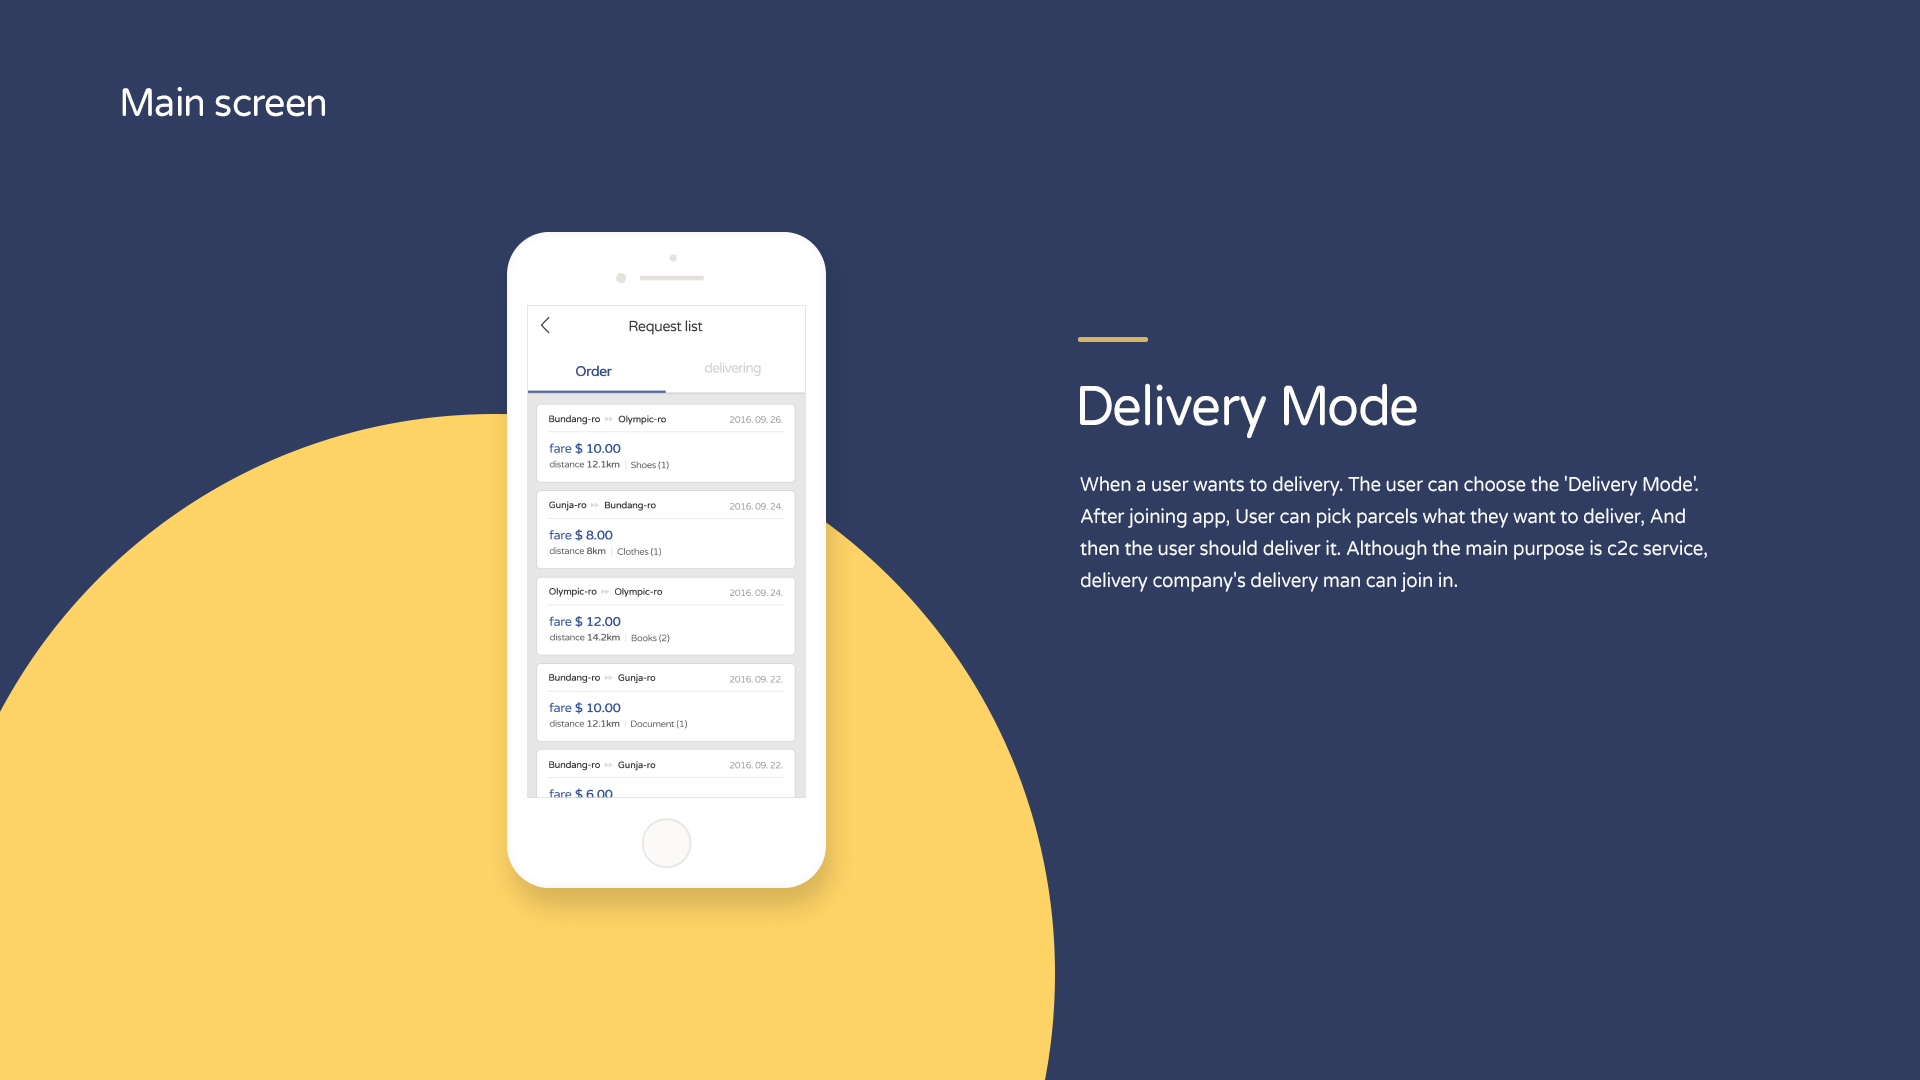 Main screen
Request list
Order delivering
Bundang-ro Olympic-ro 2016. 09. 26.
fare $ 10.00
distance 12.1km | Shoes (1)
Gunja-ro Bundang-ro 2016. 09. 24.
fare $ 8.00
distance 8km | Clothes (1)
Olympic-ro Olympic-ro 2016. 09. 24.
fare $ 12.00
distance 14.2km | Books (2)
Bundang-ro Gunja-ro 2016. 09. 22.
fare $ 10.00
distance 12.1km | Document (1)
Bundang-ro Gunja-ro 2016. 09. 22.
fare $ 6.00
Delivery Mode
When a user wants to delivery. The user can choose the 'Delivery Mode'.
After joining app, User can pick parcels what they want to deliver, And
then the user should deliver it. Although the main purpose is c2c service,
delivery company's delivery man can join in.